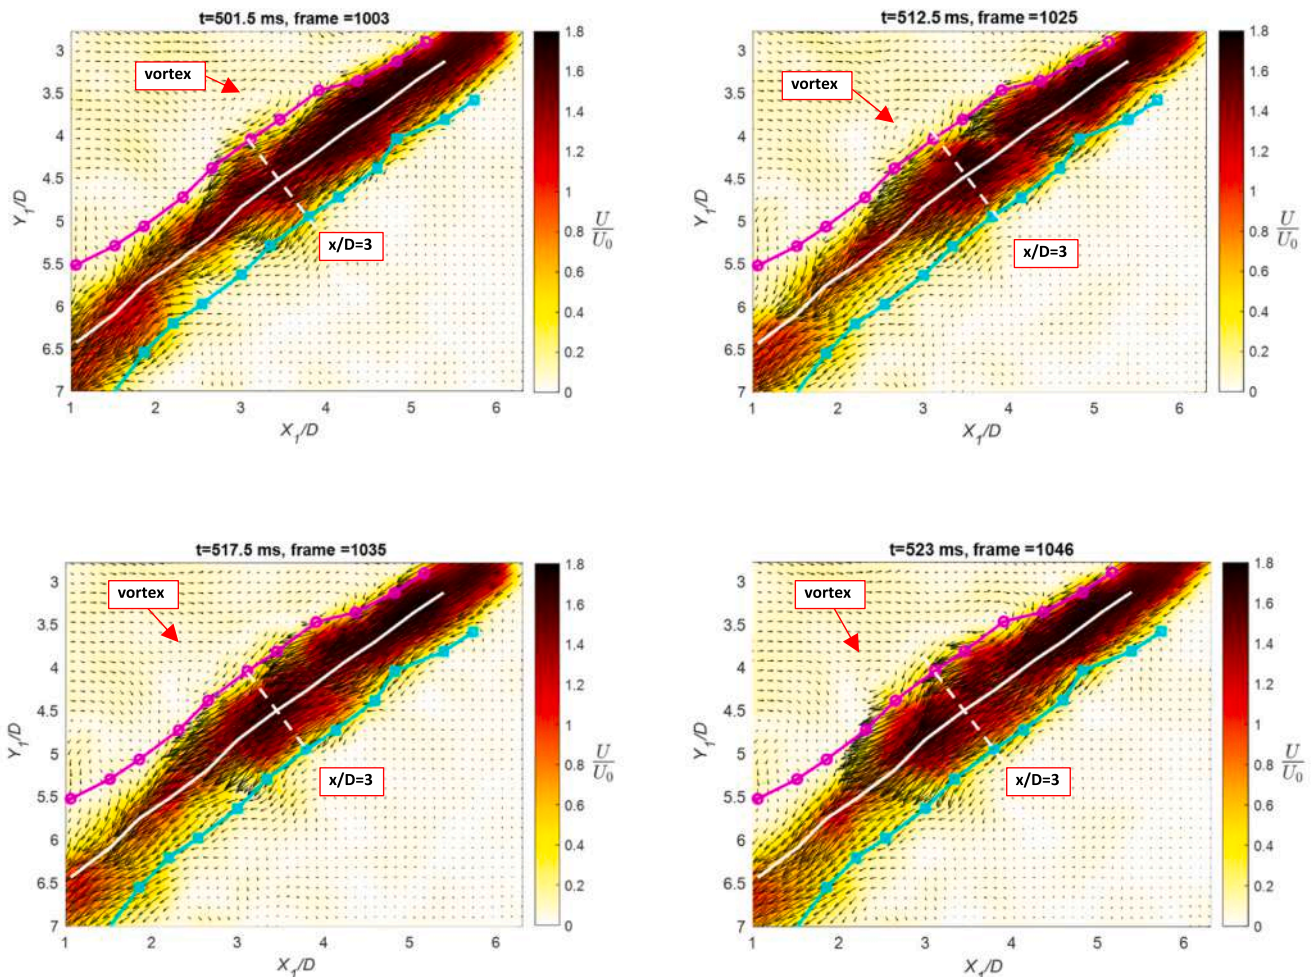 t=501.5 ms, frame =1003
vortex
x/D=3
3
3.5
4
4.5
5
5.5
6
6.5
7
Y1/D
1 2 3 4 5 6
X1/D
1.8
1.6
1.4
1.2
1
0.8
0.6
0.4
0.2
0
U
U0
t=512.5 ms, frame =1025
vortex
x/D=3
3
3.5
4
4.5
5
5.5
6
6.5
7
Y1/D
1 2 3 4 5 6
X1/D
1.8
1.6
1.4
1.2
1
0.8
0.6
0.4
0.2
0
U
U0
t=517.5 ms, frame =1035
vortex
x/D=3
3
3.5
4
4.5
5
5.5
6
6.5
7
Y1/D
1 2 3 4 5 6
X1/D
1.8
1.6
1.4
1.2
1
0.8
0.6
0.4
0.2
0
U
U0
t=523 ms, frame =1046
vortex
x/D=3
3
3.5
4
4.5
5
5.5
6
6.5
7
Y1/D
1 2 3 4 5 6
X1/D
1.8
1.6
1.4
1.2
1
0.8
0.6
0.4
0.2
0
U
U0